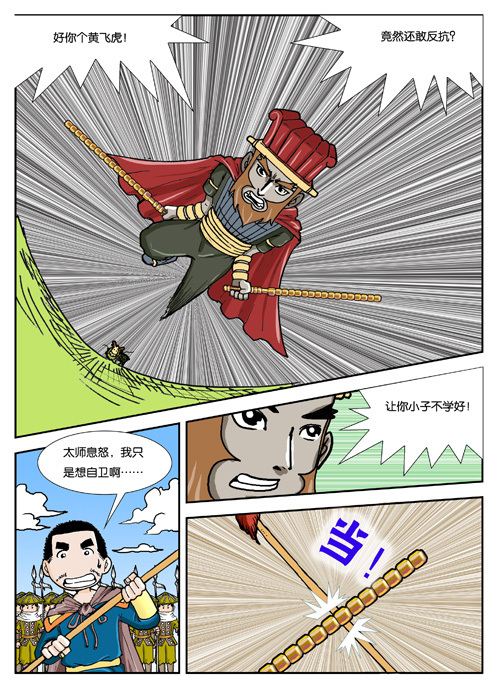 好你个黄飞虎！
竟然还敢反抗？
让你小子不学好！
太师息怒，我只
是想自卫啊……
当！